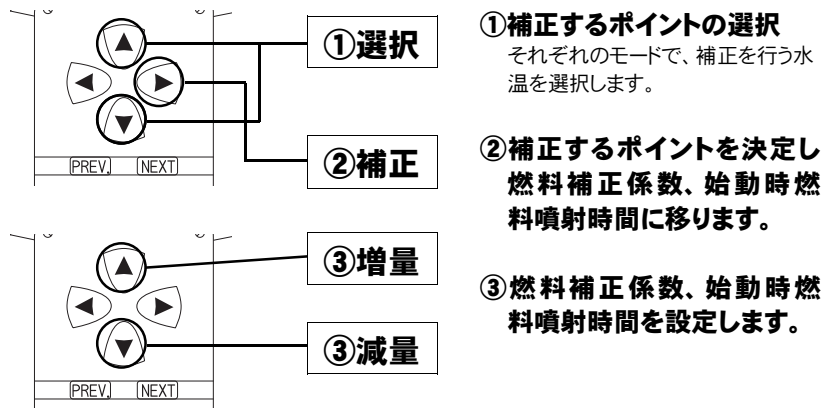 ①選択
②補正
PREV.
NEXT
③増量
③減量
PREV.
NEXT
①補正するポイントの選択
それぞれのモードで、補正を行う水
温を選択します。
②補正するポイントを決定し
燃料補正係数、始動時燃
料噴射時間に移ります。
③燃料補正係数、始動時燃
料噴射時間を設定します。